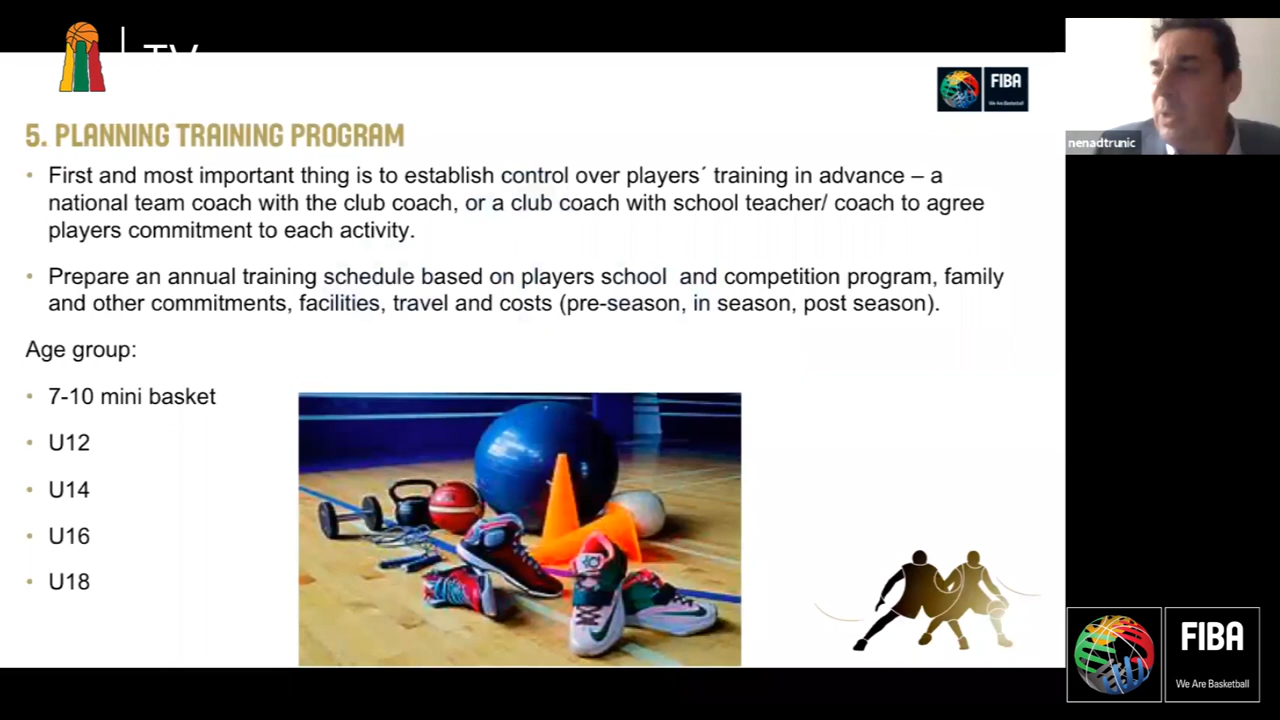 TV
FIBA
We Are Basketball
nenadtrunic
5. PLANNING TRAINING PROGRAM
• First and most important thing is to establish control over players´ training in advance – a
national team coach with the club coach, or a club coach with school teacher/ coach to agree
players commitment to each activity.
• Prepare an annual training schedule based on players school and competition program, family
and other commitments, facilities, travel and costs (pre-season, in season, post season).
Age group:
• 7-10 mini basket
• U12
• U14
• U16
• U18
FIBA
We Are Basketball